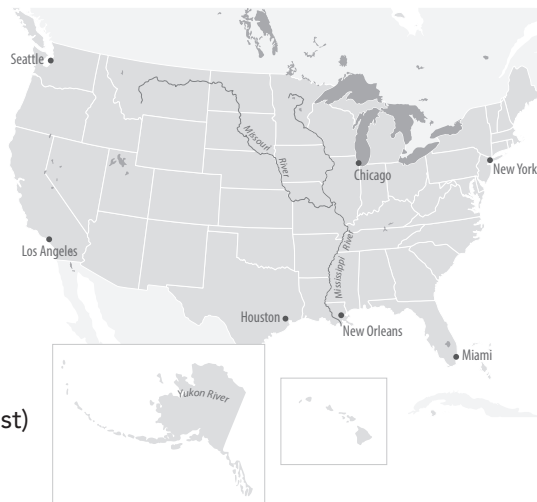 Seattle
Missouri
River
Chicago
New York
Los Angeles
Mississippi River
Houston
New Orleans
Miami
Yukon River
st)